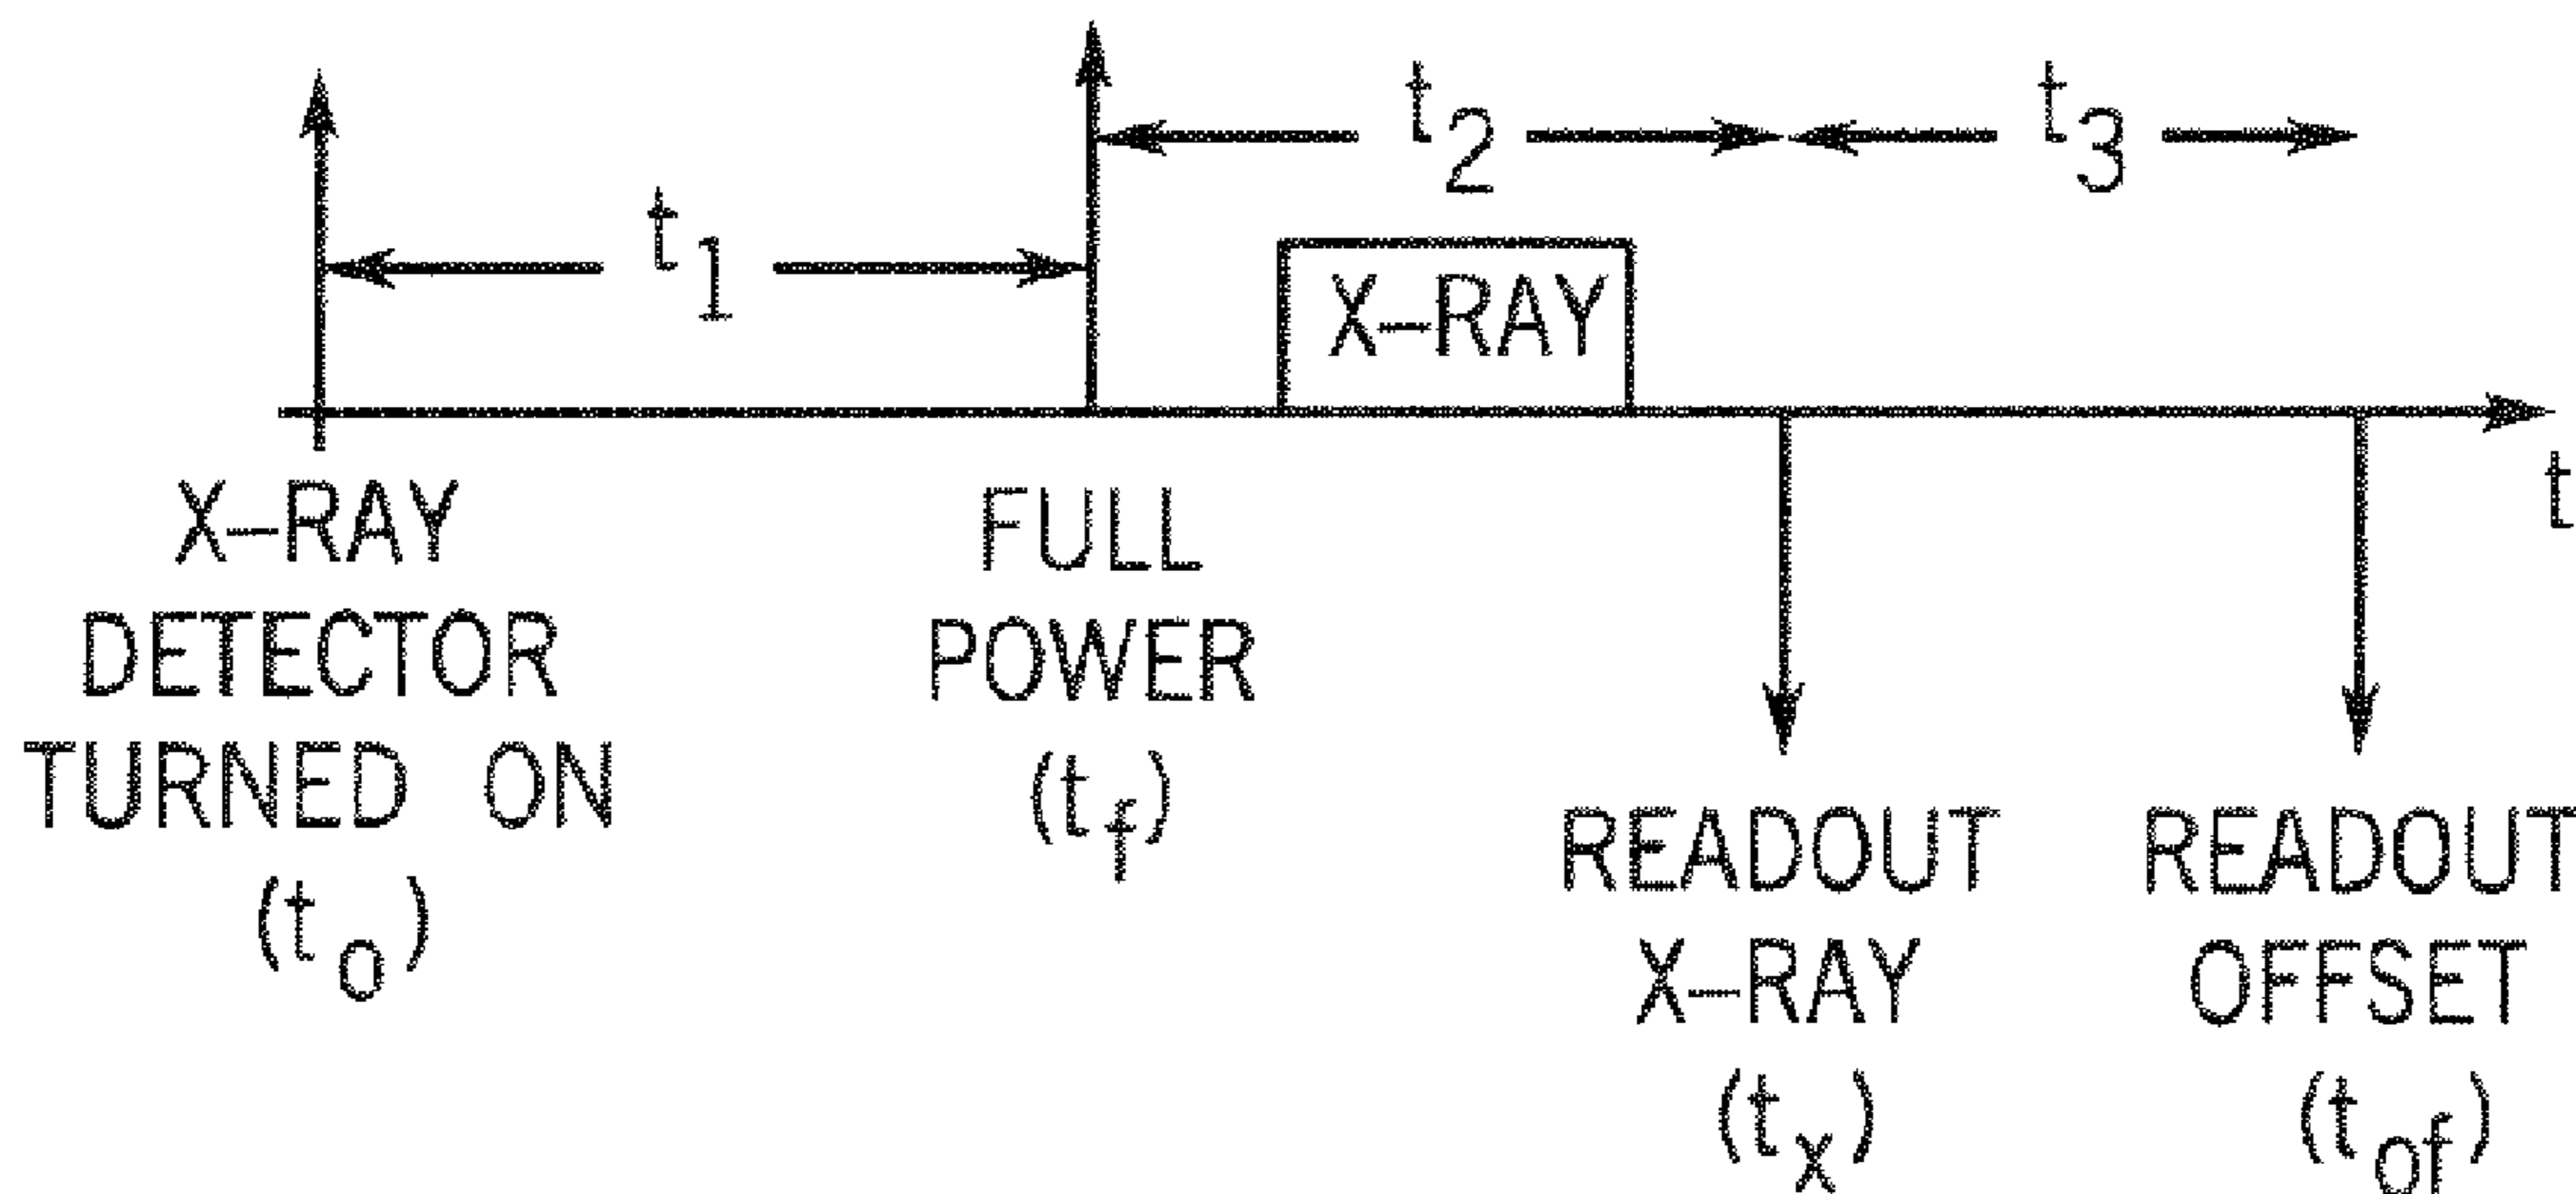 t2
t3
t1
X-RAY
t
X-RAY
DETECTOR
TURNED ON
(to)
FULL
POWER
(tf)
READOUT
X-RAY
(tx)
READOUT
OFFSET
(tof)